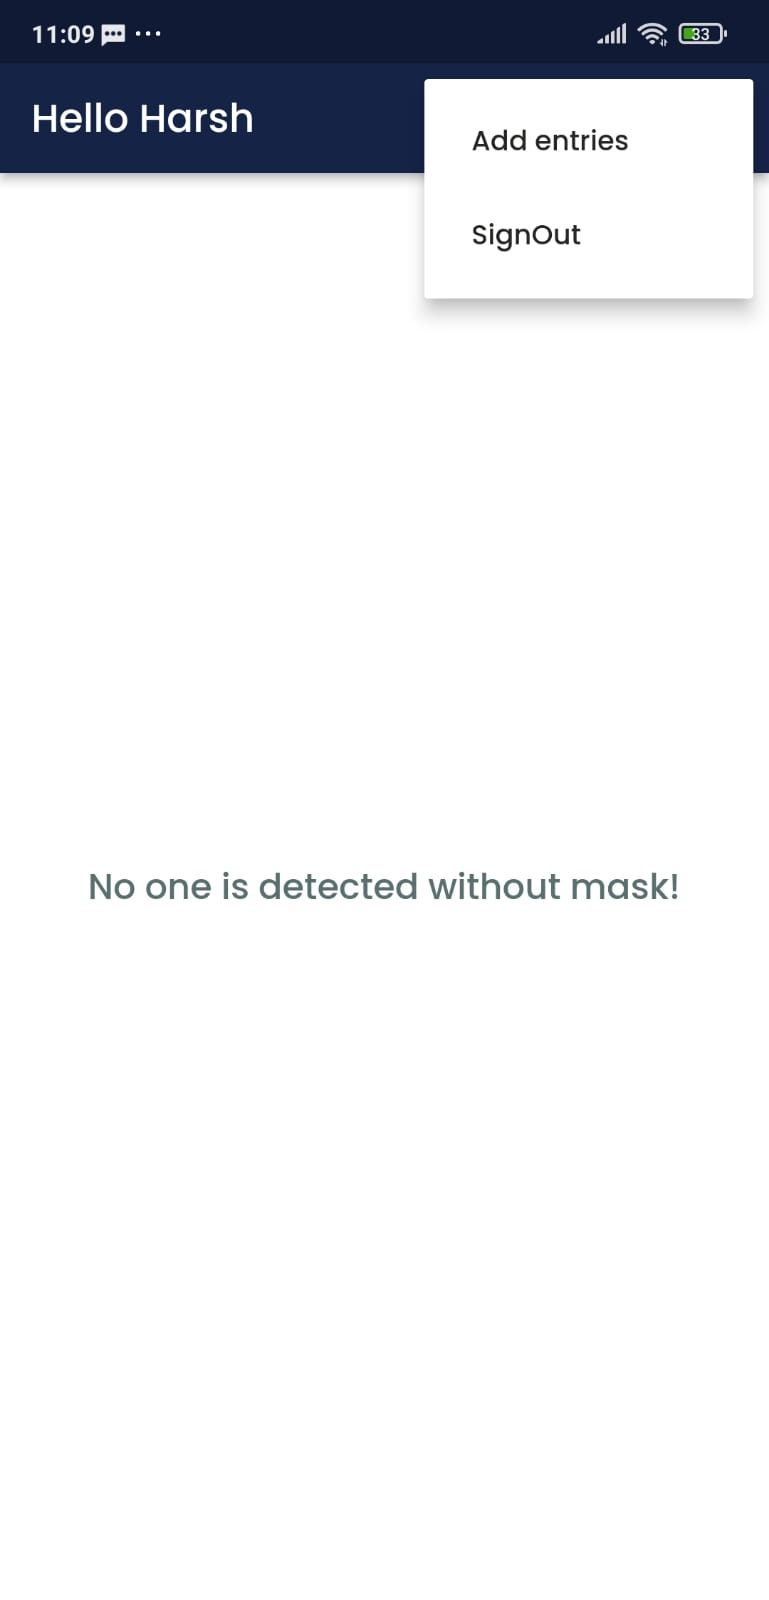 11:09
33
Hello Harsh
Add entries
SignOut
No one is detected without mask!